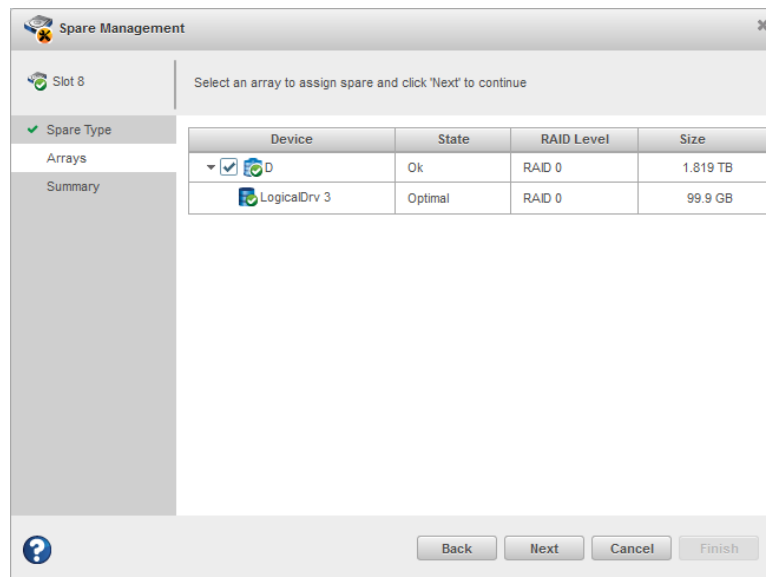 Spare Management
Slot 8
Select an array to assign spare and click 'Next' to continue
Spare Type
Arrays
Summary
Device State RAID Level Size
D Ok RAID 0 1.819 TB
LogicalDrv 3 Optimal RAID 0 99.9 GB
? Back Next Cancel Finish